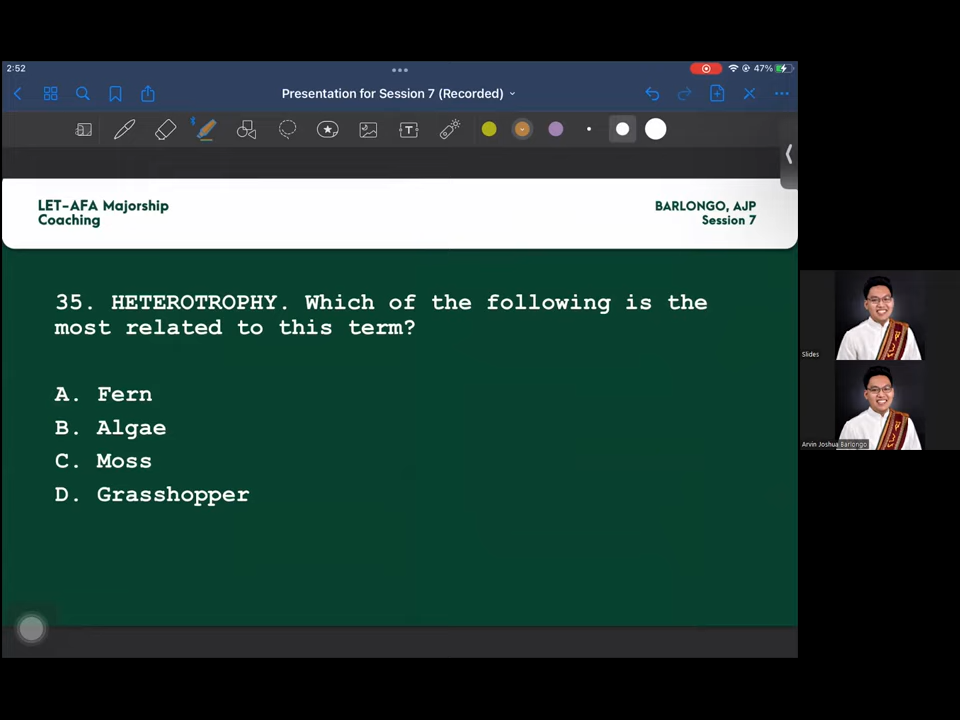 2:52
47%
Presentation for Session 7 (Recorded)
LET-AFA Majorship
Coaching
BARLONGO, AJP
Session 7
35. HETEROTROPHY. Which of the following is the
most related to this term?
A. Fern
B. Algae
C. Moss
D. Grasshopper
Slides
Arvin Joshua Barlongo